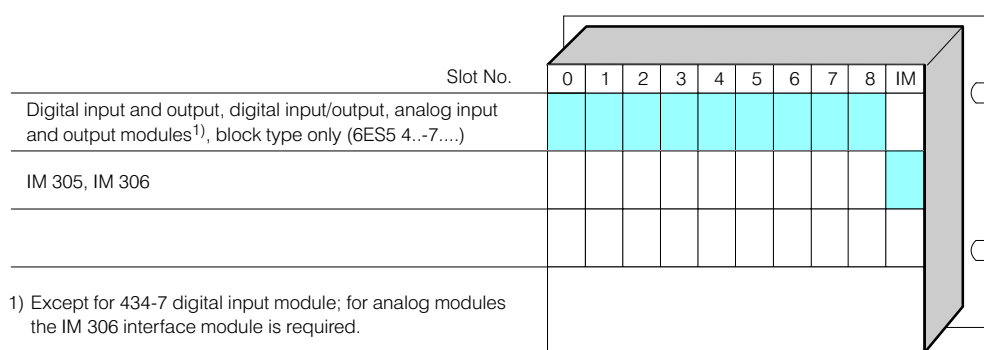 Slot No. 0 1 2 3 4 5 6 7 8 IM
Digital input and output, digital input/output, analog input
and output modules1), block type only (6ES5 4..-7....)
IM 305, IM 306
1) Except for 434-7 digital input module; for analog modules
the IM 306 interface module is required.